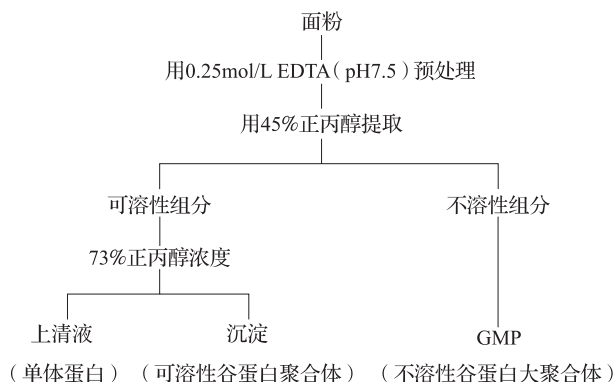 面粉
用0.25mol/L EDTA（pH7.5）预处理
用45%正丙醇提取
可溶性组分
不溶性组分
73%正丙醇浓度
上清液
沉淀
GMP
（单体蛋白）
（可溶性谷蛋白聚合体）
（不溶性谷蛋白大聚合体）